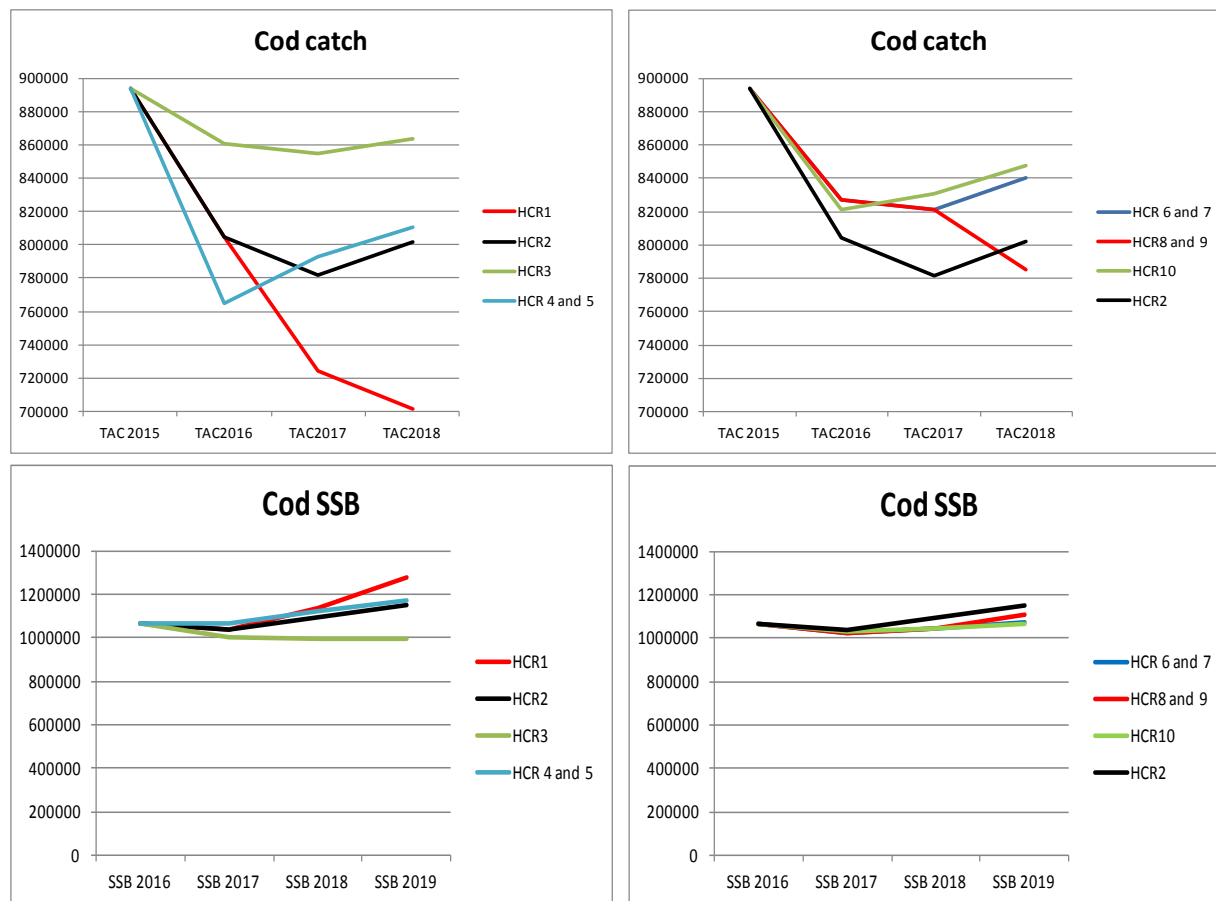 Cod catch
900000
880000
860000
840000
820000
800000
780000
760000
740000
720000
700000
TAC 2015 TAC2016 TAC2017 TAC2018
HCR1
HCR2
HCR3
HCR 4 and 5
Cod catch
900000
880000
860000
840000
820000
800000
780000
760000
740000
720000
700000
TAC 2015 TAC2016 TAC2017 TAC2018
HCR 6 and 7
HCR8 and 9
HCR10
HCR2
Cod SSB
1400000
1200000
1000000
800000
600000
400000
200000
0
SSB 2016 SSB 2017 SSB 2018 SSB 2019
HCR1
HCR2
HCR3
HCR 4 and 5
Cod SSB
1400000
1200000
1000000
800000
600000
400000
200000
0
SSB 2016 SSB 2017 SSB 2018 SSB 2019
HCR 6 and 7
HCR8 and 9
HCR10
HCR2